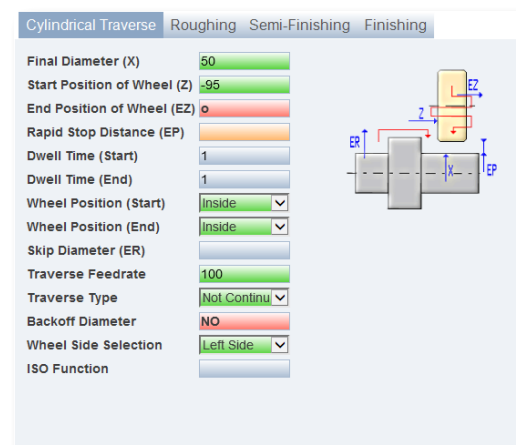 Cylindrical Traverse Roughing Semi-Finishing Finishing
Final Diameter (X) 50
Start Position of Wheel (Z) -95
End Position of Wheel (EZ) o
Rapid Stop Distance (EP)
Dwell Time (Start) 1
Dwell Time (End) 1
Wheel Position (Start) Inside
Wheel Position (End) Inside
Skip Diameter (ER)
Traverse Feedrate 100
Traverse Type Not Continu
Backoff Diameter NO
Wheel Side Selection Left Side
ISO Function
EZ
Z
ER
X
EP